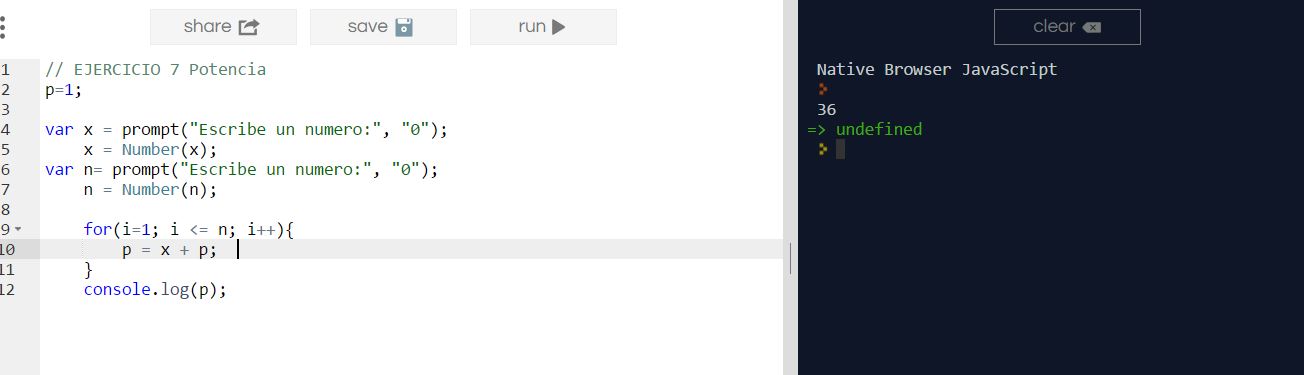 share save run
1 // EJERCICIO 7 Potencia
2 p=1;
3
4 var x = prompt("Escribe un numero:", "0");
5 x = Number(x);
6 var n= prompt("Escribe un numero:", "0");
7 n = Number(n);
8
9 for(i=1; i <= n; i++){
10 p = x + p;
11 }
12 console.log(p);
clear
Native Browser JavaScript
36
=> undefined